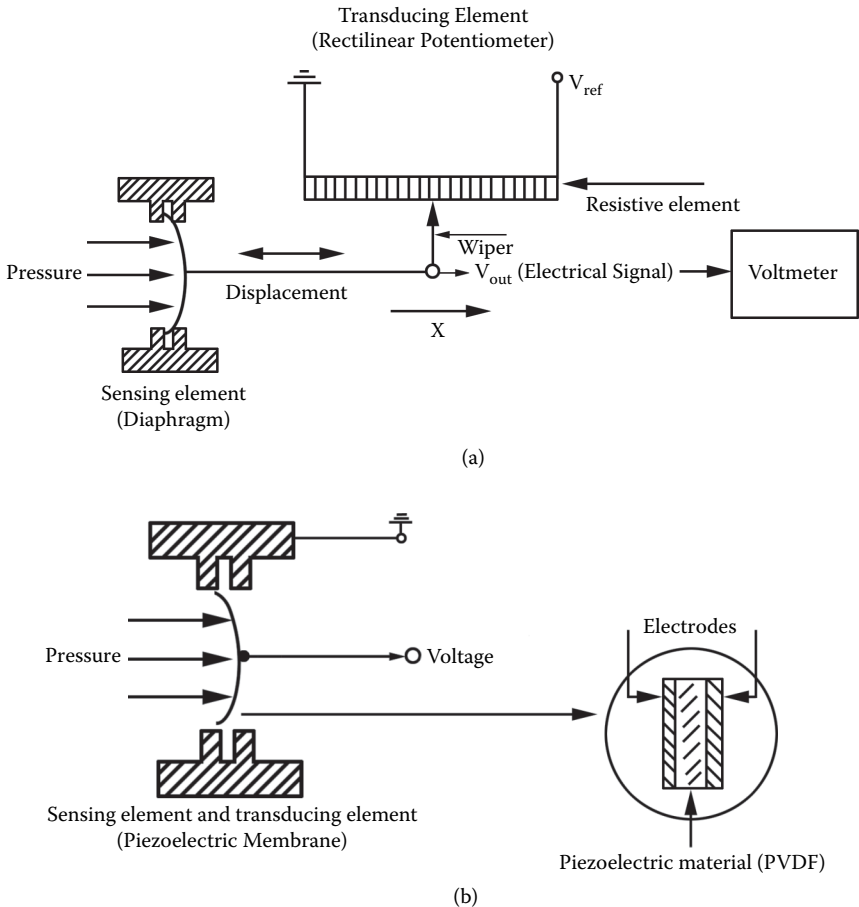 Transducing Element
(Rectilinear Potentiometer)
V_ref
Resistive element
Wiper
Pressure
Displacement
V_out (Electrical Signal)
Voltmeter
X
Sensing element
(Diaphragm)
(a)
Electrodes
Pressure
Voltage
Sensing element and transducing element
(Piezoelectric Membrane)
Piezoelectric material (PVDF)
(b)